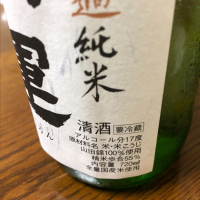 純米
清酒 要冷蔵
アルコール分17度
原材料名 米・米こうじ
山田錦100%使用
精米歩合55%
内容量 720ml
全量国産米使用